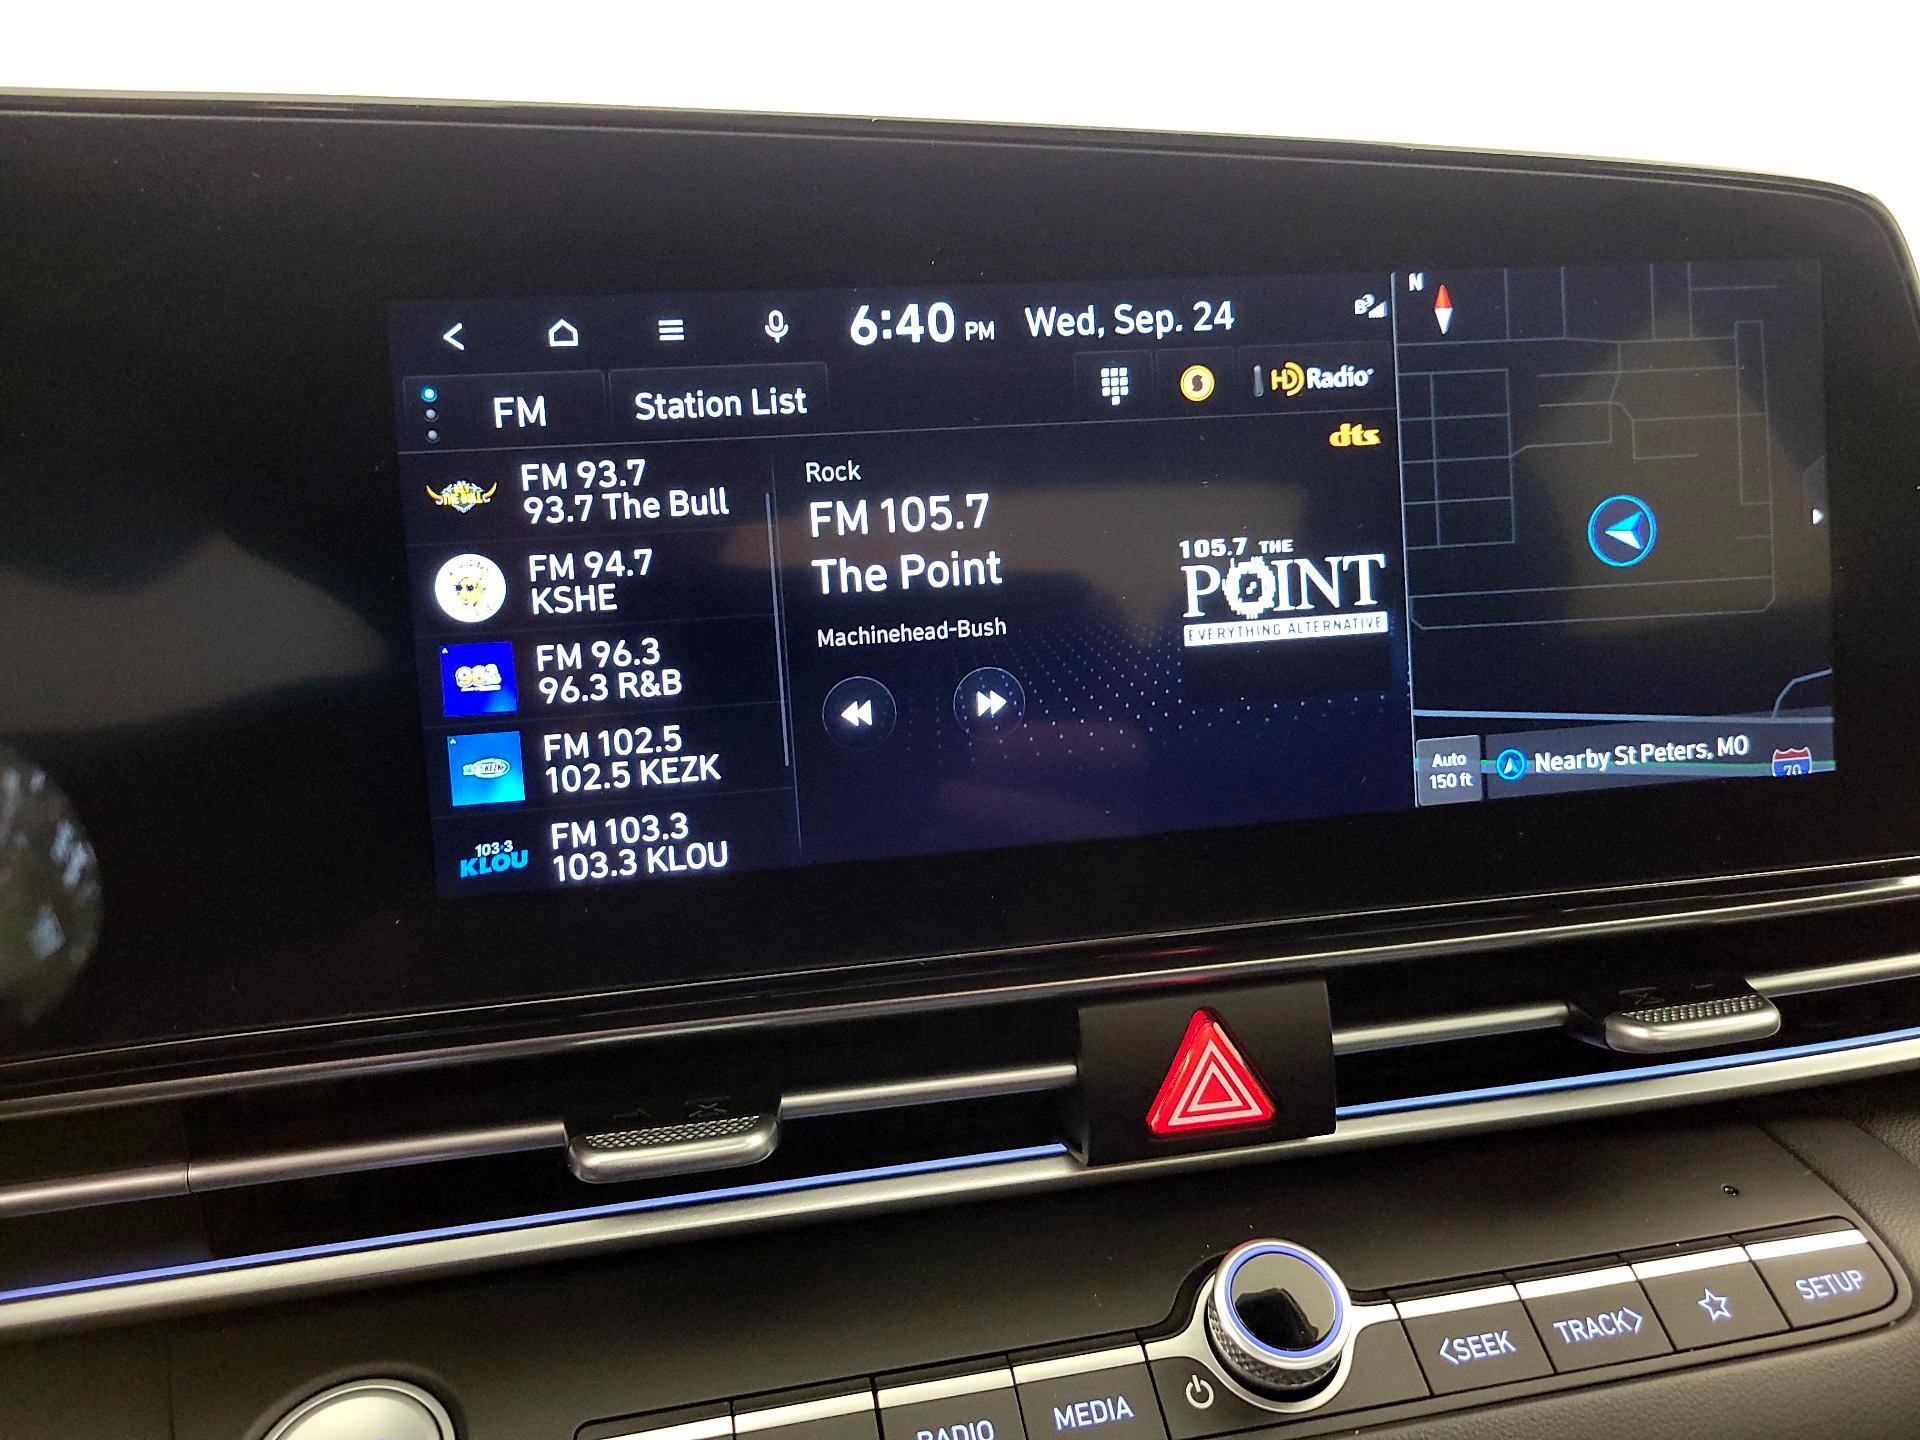 6:40 PM Wed, Sep. 24
FM
Station List
HD Radio
dts
FM 93.7
93.7 The Bull
FM 94.7
KSHE
FM 96.3
96.3 R&B
FM 102.5
102.5 KEZK
FM 103.3
103.3 KLOU
103.3
KLOU
Rock
FM 105.7
The Point
Machinehead-Bush
105.7 THE
POINT
EVERYTHING ALTERNATIVE
N
Auto
150 ft
Nearby St Peters, MO
70
RADIO
MEDIA
<SEEK
TRACK>
SETUP